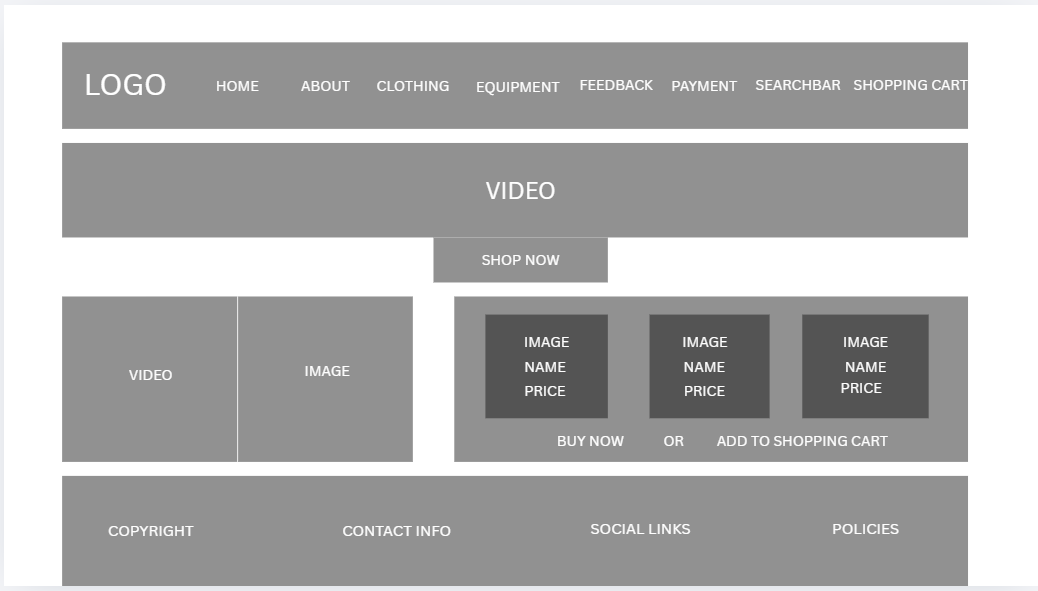 LOGO HOME ABOUT CLOTHING EQUIPMENT FEEDBACK PAYMENT SEARCHBAR SHOPPING CART
VIDEO
SHOP NOW
VIDEO IMAGE
IMAGE IMAGE IMAGE
NAME NAME NAME
PRICE PRICE PRICE
BUY NOW OR ADD TO SHOPPING CART
COPYRIGHT CONTACT INFO SOCIAL LINKS POLICIES